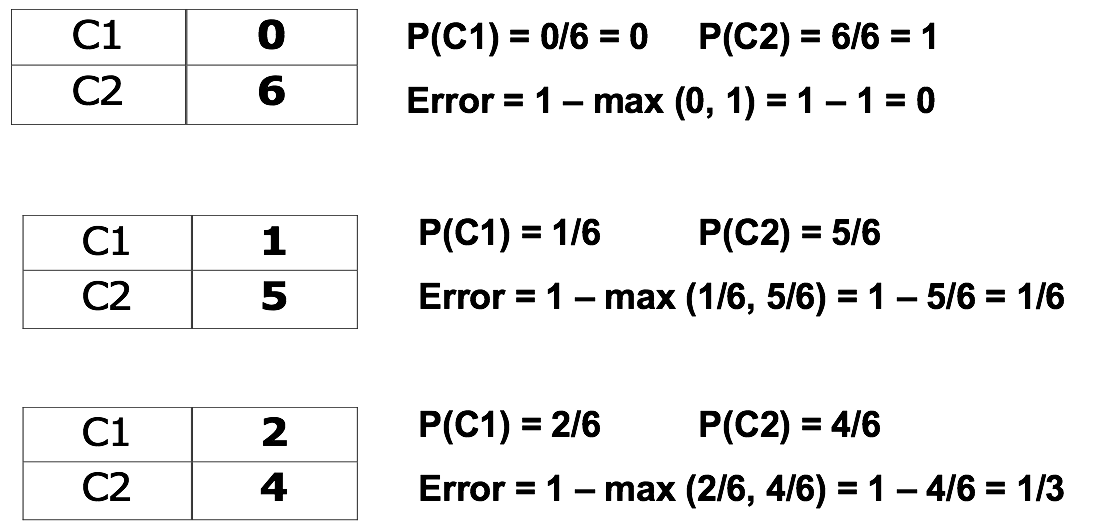 C1 0
C2 6
P(C1) = 0/6 = 0 P(C2) = 6/6 = 1
Error = 1 – max (0, 1) = 1 – 1 = 0
C1 1
C2 5
P(C1) = 1/6 P(C2) = 5/6
Error = 1 – max (1/6, 5/6) = 1 – 5/6 = 1/6
C1 2
C2 4
P(C1) = 2/6 P(C2) = 4/6
Error = 1 – max (2/6, 4/6) = 1 – 4/6 = 1/3